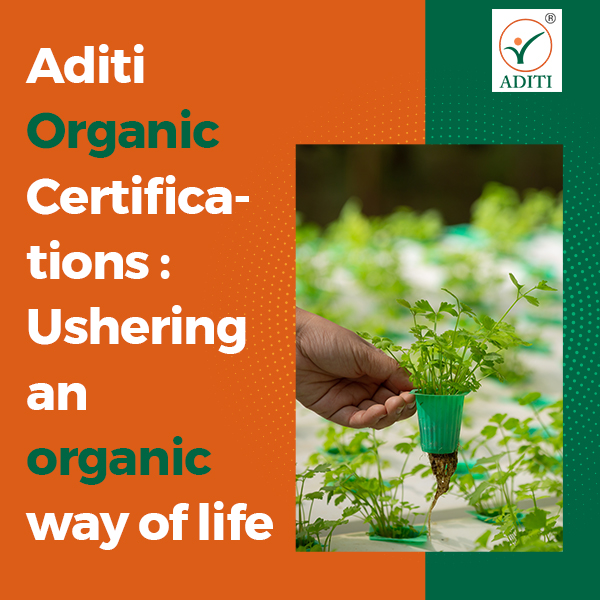 Aditi
Organic
Certifica-
tions :
Ushering
an
organic
way of life
®
ADITI